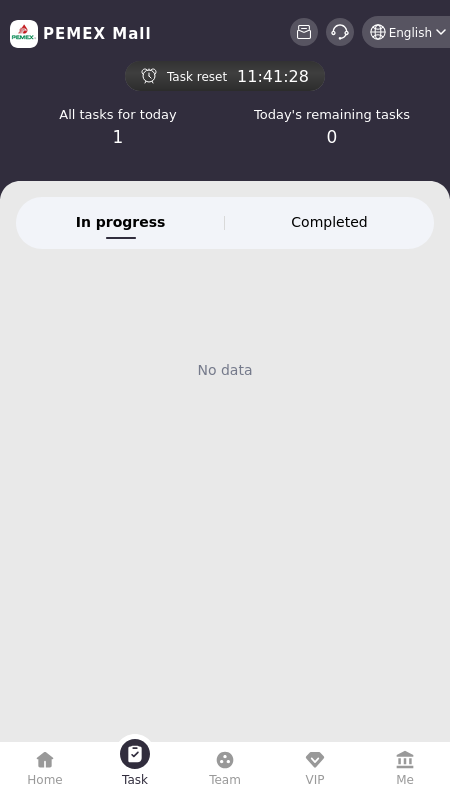 PEMEX Mall
English
Task reset 11:41:28
All tasks for today
Today's remaining tasks
1
0
In progress
Completed
No data
Home
Task
Team
VIP
Me